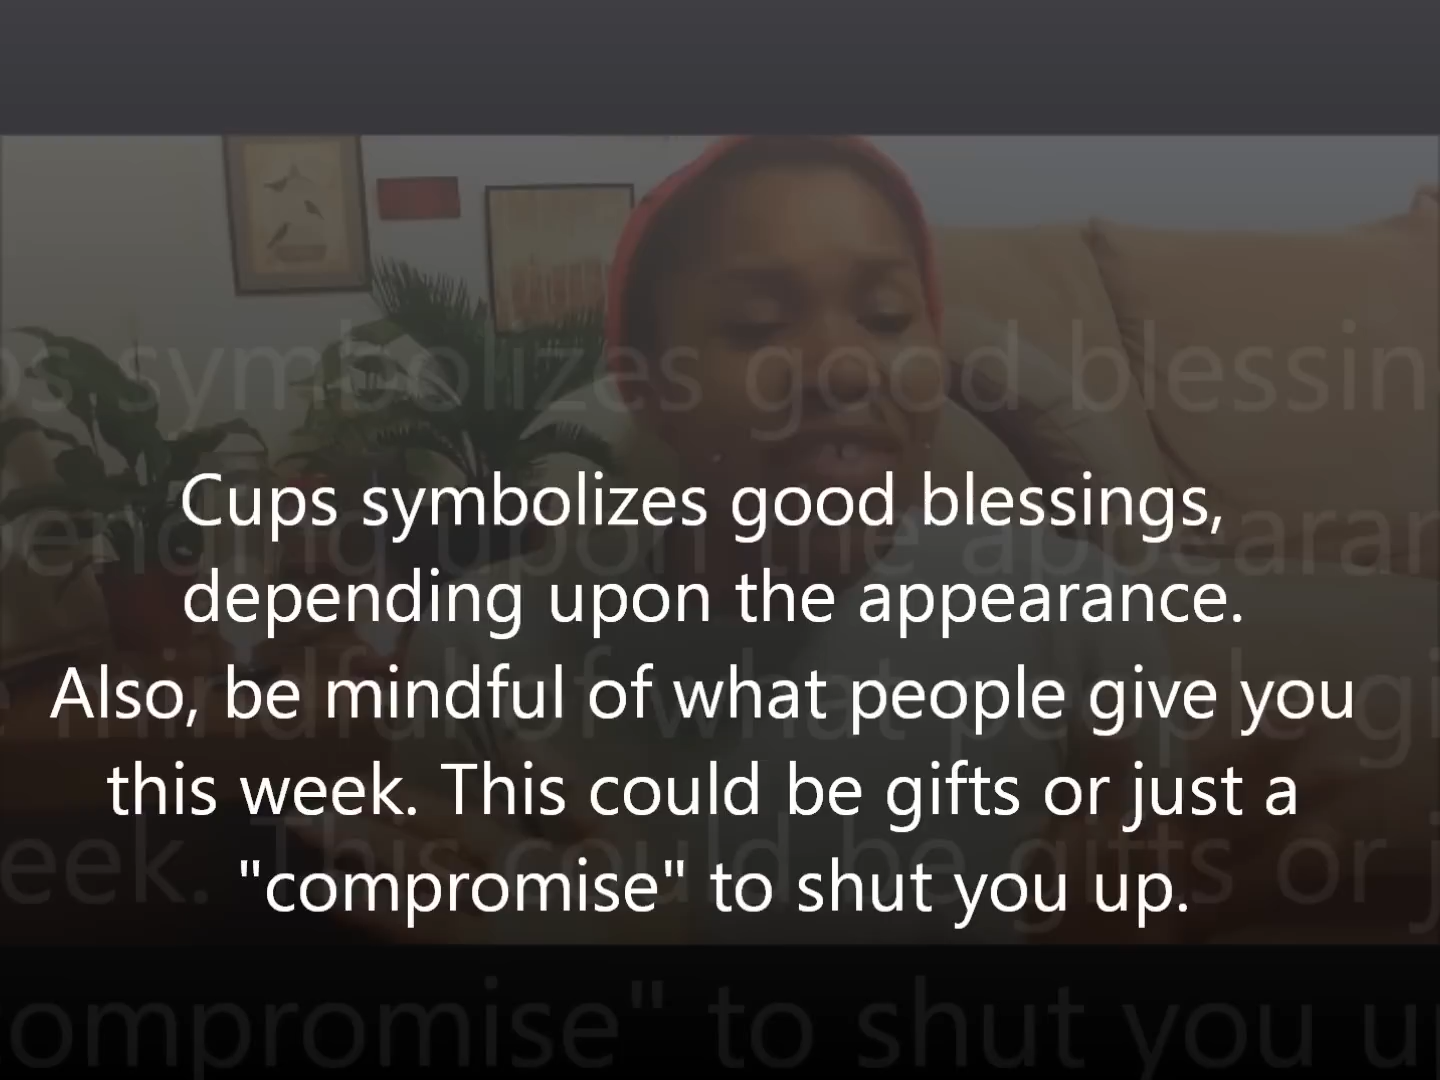 Cups symbolizes good blessings,
depending upon the appearance.
Also, be mindful of what people give you
this week. This could be gifts or just a
"compromise" to shut you up.